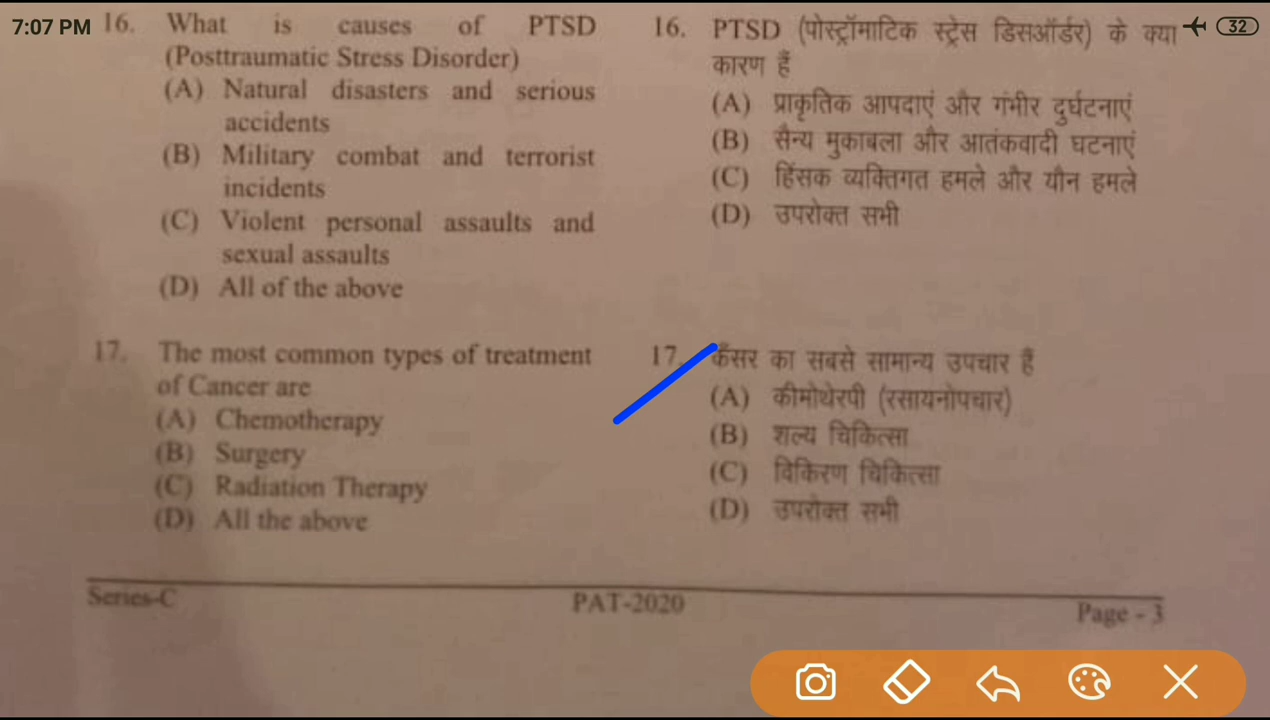 7:07 PM
32
16. What is causes of PTSD
(Posttraumatic Stress Disorder)
(A) Natural disasters and serious
accidents
(B) Military combat and terrorist
incidents
(C) Violent personal assaults and
sexual assaults
(D) All of the above
17. The most common types of treatment
of Cancer are
(A) Chemotherapy
(B) Surgery
(C) Radiation Therapy
(D) All the above
16. PTSD (पोस्ट्रॉमाटिक स्ट्रेस डिसऑर्डर) के क्या
कारण हैं
(A) प्राकृतिक आपदाएं और गंभीर दुर्घटनाएं
(B) सैन्य मुकाबला और आतंकवादी घटनाएं
(C) हिंसक व्यक्तिगत हमले और यौन हमले
(D) उपरोक्त सभी
17. कैंसर का सबसे सामान्य उपचार हैं
(A) कीमोथेरपी (रसायनोपचार)
(B) शल्य चिकित्सा
(C) विकिरण चिकित्सा
(D) उपरोक्त सभी
Series-C
PAT-2020
Page - 3